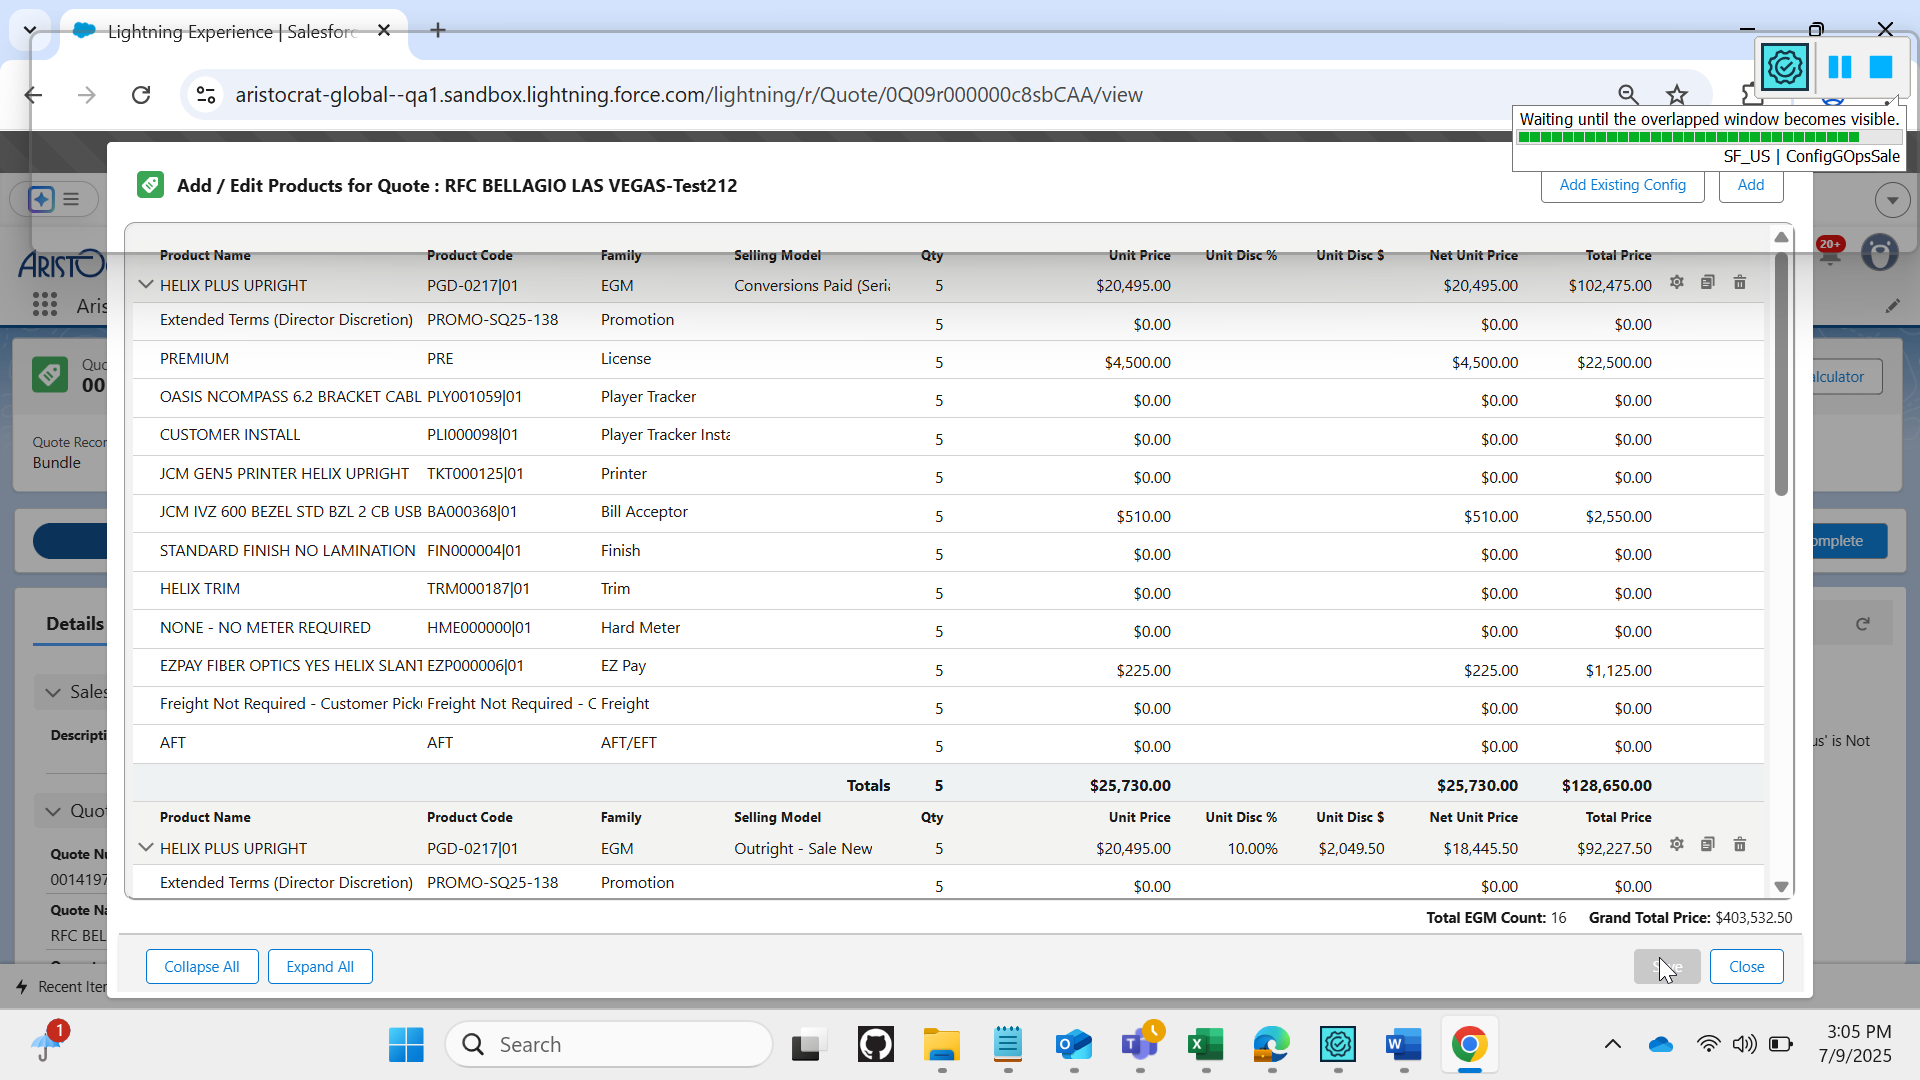 Lightning Experience | Salesforc
aristocrat-global--qa1.sandbox.lightning.force.com/lightning/r/Quote/0Q09r000000c8sbCAA/view
Waiting until the overlapped window becomes visible.
SF_US | ConfigGOpsSale
Add / Edit Products for Quote : RFC BELLAGIO LAS VEGAS-Test212
Add Existing Config Add
20+
ARISTO
Aris
Product Name Product Code Family Selling Model Qty Unit Price Unit Disc % Unit Disc $ Net Unit Price Total Price
HELIX PLUS UPRIGHT PGD-0217|01 EGM Conversions Paid (Seria 5 $20,495.00 $20,495.00 $102,475.00
Extended Terms (Director Discretion) PROMO-SQ25-138 Promotion 5 $0.00 $0.00 $0.00
PREMIUM PRE License 5 $4,500.00 $4,500.00 $22,500.00
OASIS NCOMPASS 6.2 BRACKET CABL PLY001059|01 Player Tracker 5 $0.00 $0.00 $0.00
CUSTOMER INSTALL PLI000098|01 Player Tracker Insta 5 $0.00 $0.00 $0.00
JCM GEN5 PRINTER HELIX UPRIGHT TKT000125|01 Printer 5 $0.00 $0.00 $0.00
JCM IVZ 600 BEZEL STD BZL 2 CB USB BA000368|01 Bill Acceptor 5 $510.00 $510.00 $2,550.00
STANDARD FINISH NO LAMINATION FIN000004|01 Finish 5 $0.00 $0.00 $0.00
HELIX TRIM TRM000187|01 Trim 5 $0.00 $0.00 $0.00
NONE - NO METER REQUIRED HME000000|01 Hard Meter 5 $0.00 $0.00 $0.00
EZPAY FIBER OPTICS YES HELIX SLANT EZP000006|01 EZ Pay 5 $225.00 $225.00 $1,125.00
Freight Not Required - Customer Pick Freight Not Required - C Freight 5 $0.00 $0.00 $0.00
AFT AFT AFT/EFT 5 $0.00 $0.00 $0.00
Totals 5 $25,730.00 $25,730.00 $128,650.00
Product Name Product Code Family Selling Model Qty Unit Price Unit Disc % Unit Disc $ Net Unit Price Total Price
HELIX PLUS UPRIGHT PGD-0217|01 EGM Outright - Sale New 5 $20,495.00 10.00% $2,049.50 $18,445.50 $92,227.50
Extended Terms (Director Discretion) PROMO-SQ25-138 Promotion 5 $0.00 $0.00 $0.00
Total EGM Count: 16 Grand Total Price: $403,532.50
Collapse All Expand All Save Close
Quo
00
Quote Recor
Bundle
Details
Sales
Descripti
Quot
Quote Nu
0014197
Quote Na
RFC BEL
Recent Iter
alculator
omplete
us' is Not
1
Search
3:05 PM
7/9/2025